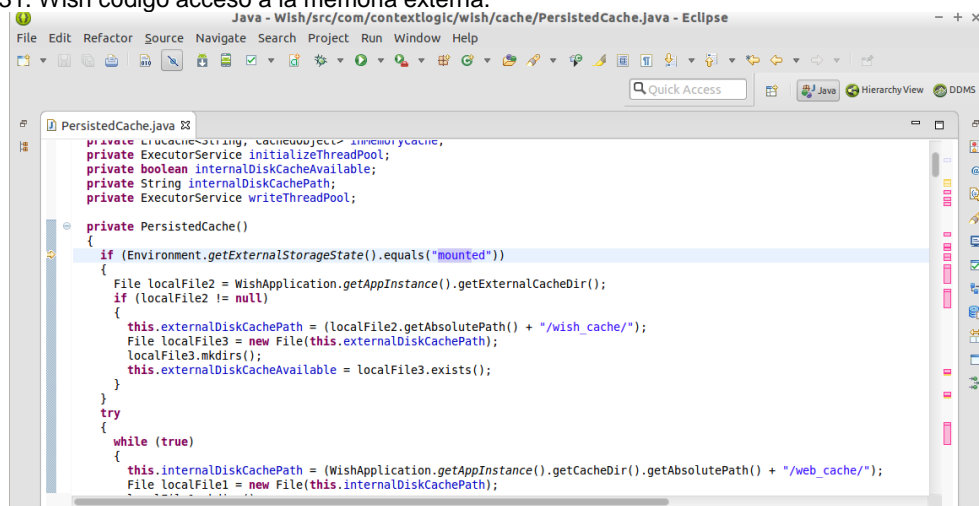 31. Wish código acceso a la memoria externa.
Java - Wish/src/com/contextlogic/wish/cache/PersistedCache.java - Eclipse
File Edit Refactor Source Navigate Search Project Run Window Help
Quick Access
Java Hierarchy View DDMS
PersistedCache.java
private LruCache<String, CachedObject> inMemoryCache;
private ExecutorService initializeThreadPool;
private boolean internalDiskCacheAvailable;
private String internalDiskCachePath;
private ExecutorService writeThreadPool;
private PersistedCache()
{
if (Environment.getExternalStorageState().equals("mounted"))
{
File localFile2 = WishApplication.getAppInstance().getExternalCacheDir();
if (localFile2 != null)
{
this.externalDiskCachePath = (localFile2.getAbsolutePath() + "/wish_cache/");
File localFile3 = new File(this.externalDiskCachePath);
localFile3.mkdirs();
this.externalDiskCacheAvailable = localFile3.exists();
}
}
try
{
while (true)
{
this.internalDiskCachePath = (WishApplication.getAppInstance().getCacheDir().getAbsolutePath() + "/web_cache/");
File localFile1 = new File(this.internalDiskCachePath);